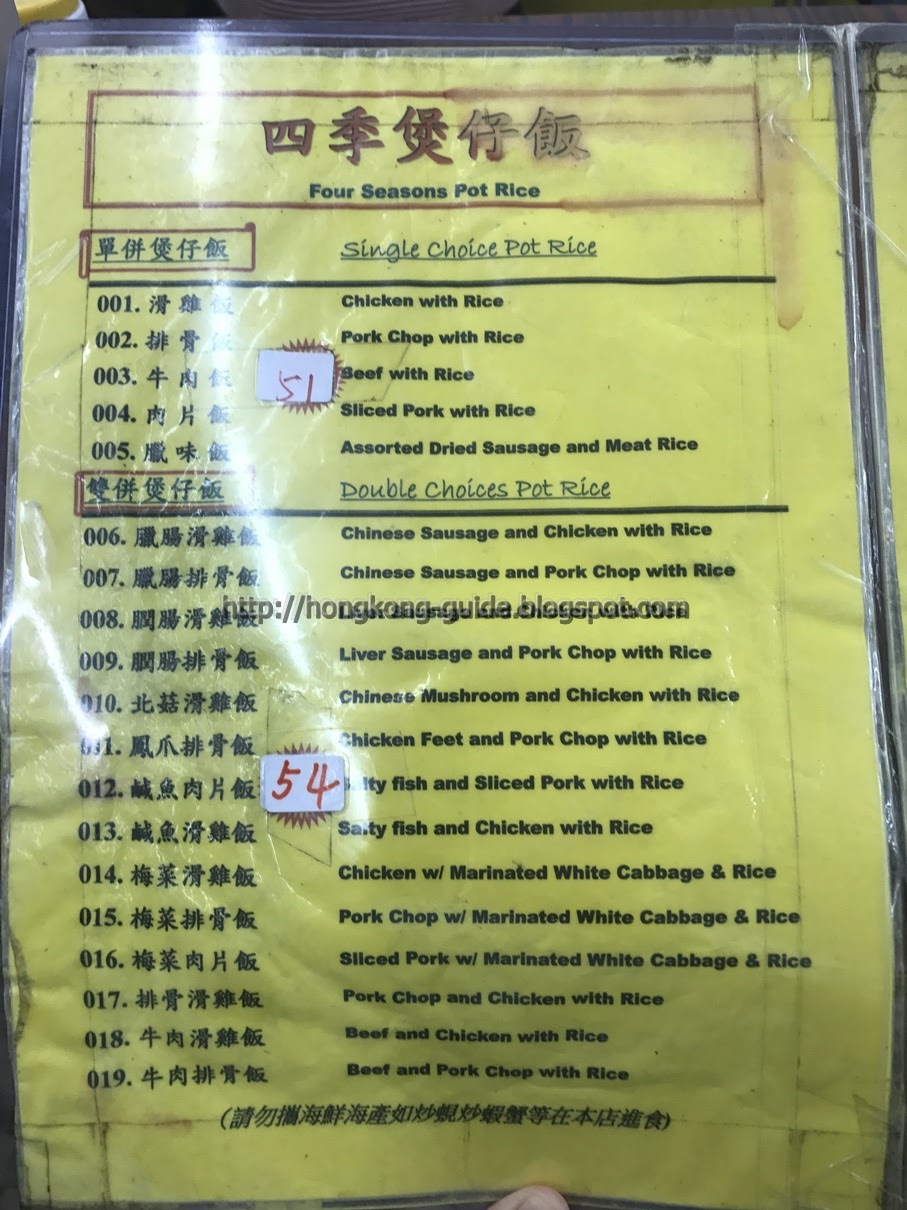 四季煲仔飯
Four Seasons Pot Rice
單併煲仔飯 Single Choice Pot Rice
001. 滑雞飯 Chicken with Rice
002. 排骨飯 Pork Chop with Rice
003. 牛肉飯 51 Beef with Rice
004. 肉片飯 Sliced Pork with Rice
005. 臘味飯 Assorted Dried Sausage and Meat Rice
雙併煲仔飯 Double Choices Pot Rice
006. 臘腸滑雞飯 Chinese Sausage and Chicken with Rice
007. 臘腸排骨飯 Chinese Sausage and Pork Chop with Rice
http://hongkong-guide.blogspot.com
008. 膶腸滑雞飯 Liver Sausage and Chicken with Rice
009. 膶腸排骨飯 Liver Sausage and Pork Chop with Rice
010. 北菇滑雞飯 Chinese Mushroom and Chicken with Rice
011. 鳳爪排骨飯 Chicken Feet and Pork Chop with Rice
012. 鹹魚肉片飯 54 Salty fish and Sliced Pork with Rice
013. 鹹魚滑雞飯 Salty fish and Chicken with Rice
014. 梅菜滑雞飯 Chicken w/ Marinated White Cabbage & Rice
015. 梅菜排骨飯 Pork Chop w/ Marinated White Cabbage & Rice
016. 梅菜肉片飯 Sliced Pork w/ Marinated White Cabbage & Rice
017. 排骨滑雞飯 Pork Chop and Chicken with Rice
018. 牛肉滑雞飯 Beef and Chicken with Rice
019. 牛肉排骨飯 Beef and Pork Chop with Rice
(請勿攜海鮮海產如炒蜆炒蝦蟹等在本店進食)